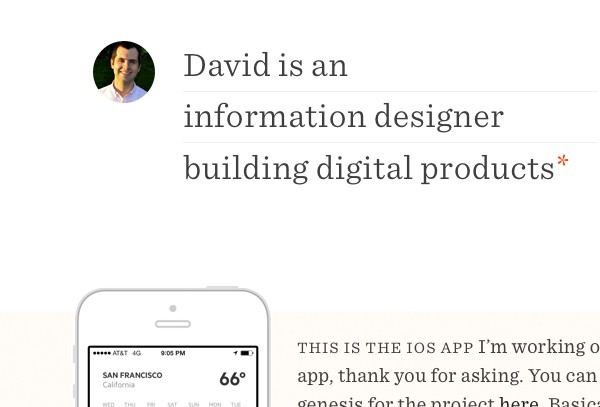 David is an
information designer
building digital products*
AT&T 4G 9:05 PM
SAN FRANCISCO 66°
California
WED THU FRI SAT SUN MON TUE
THIS IS THE IOS APP I'm working o
app, thank you for asking. You can
genesis for the project here. Basica